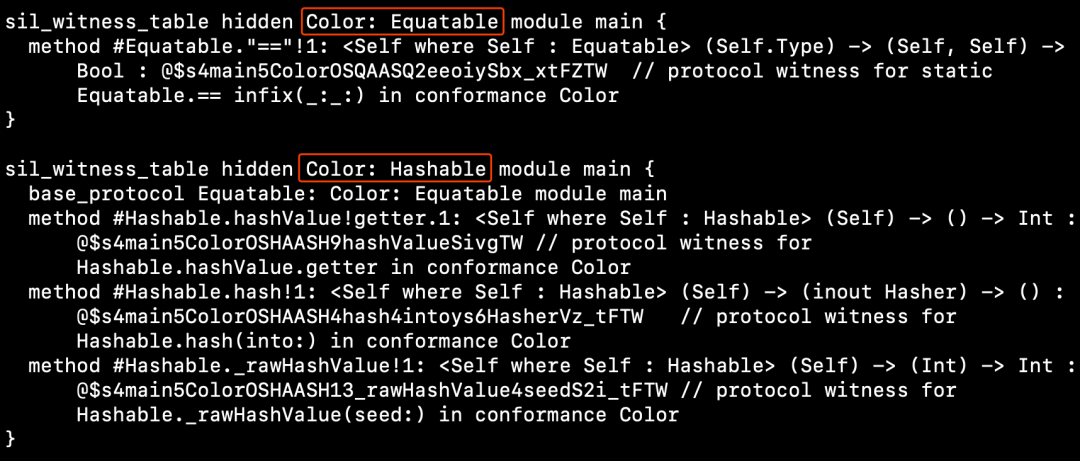 sil_witness_table hidden Color: Equatable module main {
  method #Equatable."=="!1: <Self where Self : Equatable> (Self.Type) -> (Self, Self) ->
      Bool : @$s4main5ColorOSQAASQ2eeoiySbx_xtFZTW  // protocol witness for static
      Equatable.== infix(_:_:) in conformance Color
}

sil_witness_table hidden Color: Hashable module main {
  base_protocol Equatable: Color: Equatable module main
  method #Hashable.hashValue!getter.1: <Self where Self : Hashable> (Self) -> () -> Int :
      @$s4main5ColorOSHAASH9hashValueSivgTW // protocol witness for
      Hashable.hashValue.getter in conformance Color
  method #Hashable.hash!1: <Self where Self : Hashable> (Self) -> (inout Hasher) -> () :
      @$s4main5ColorOSHAASH4hash4intoys6HasherVz_tFTW   // protocol witness for
      Hashable.hash(into:) in conformance Color
  method #Hashable._rawHashValue!1: <Self where Self : Hashable> (Self) -> (Int) -> Int :
      @$s4main5ColorOSHAASH13_rawHashValue4seedS2i_tFTW // protocol witness for
      Hashable._rawHashValue(seed:) in conformance Color
}